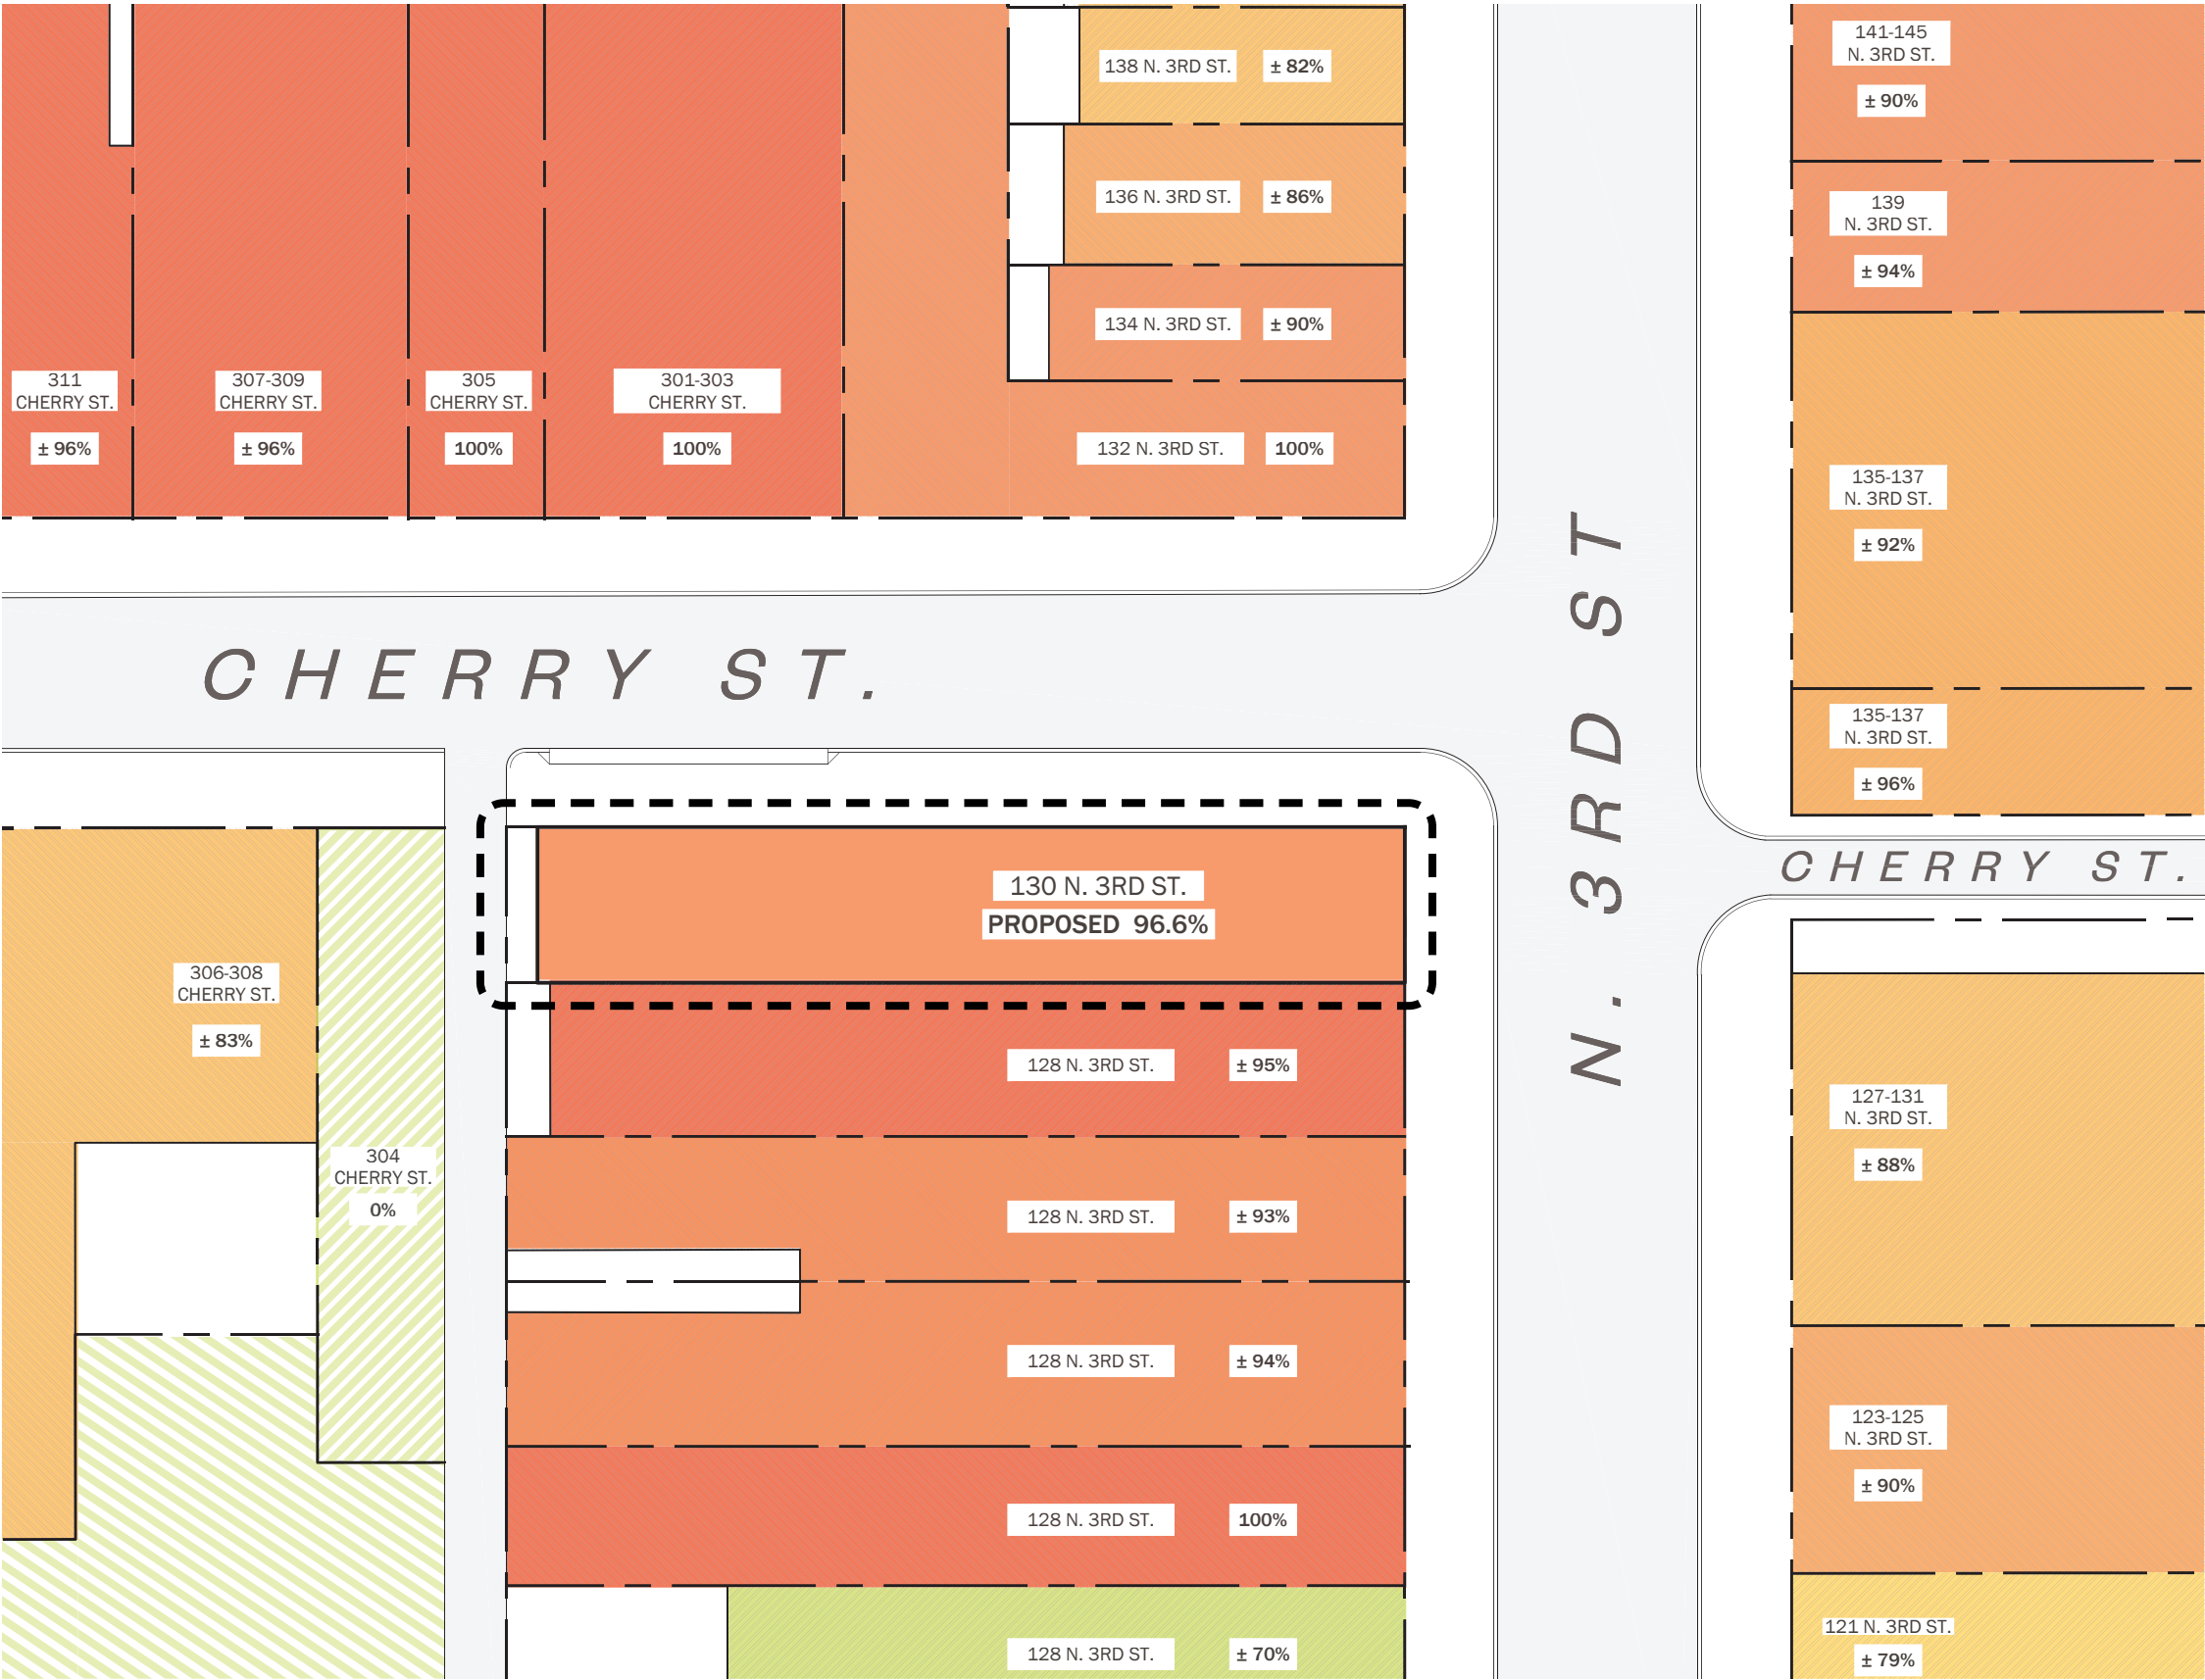 138 N. 3RD ST. ± 82%
136 N. 3RD ST. ± 86%
134 N. 3RD ST. ± 90%
132 N. 3RD ST. 100%
311
CHERRY ST.
± 96%
307-309
CHERRY ST.
± 96%
305
CHERRY ST.
100%
301-303
CHERRY ST.
100%
141-145
N. 3RD ST.
± 90%
139
N. 3RD ST.
± 94%
135-137
N. 3RD ST.
± 92%
135-137
N. 3RD ST.
± 96%
CHERRY ST.
N. 3RD ST
CHERRY ST.
130 N. 3RD ST.
PROPOSED 96.6%
306-308
CHERRY ST.
± 83%
304
CHERRY ST.
0%
128 N. 3RD ST. ± 95%
128 N. 3RD ST. ± 93%
128 N. 3RD ST. ± 94%
128 N. 3RD ST. 100%
128 N. 3RD ST. ± 70%
127-131
N. 3RD ST.
± 88%
123-125
N. 3RD ST.
± 90%
121 N. 3RD ST.
± 79%